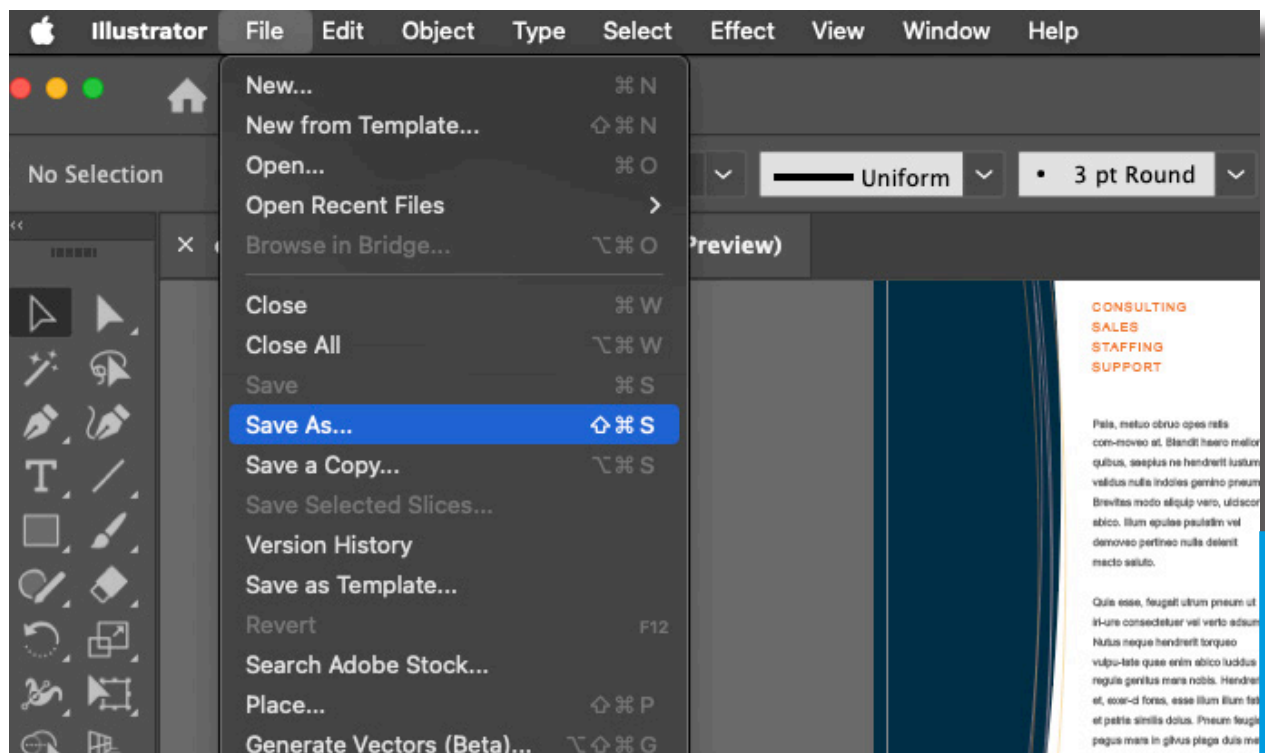 Illustrator File Edit Object Type Select Effect View Window Help
New... ⌘ N
New from Template... ⇧ ⌘ N
No Selection
Open... ⌘ O
Uniform
3 pt Round
Open Recent Files
Browse in Bridge... ⌥ ⌘ O
Preview)
Close ⌘ W
Close All ⌥ ⌘ W
Save ⌘ S
Save As... ⇧ ⌘ S
Save a Copy... ⌥ ⌘ S
Save Selected Slices...
Version History
Save as Template...
Revert F12
Search Adobe Stock...
Place... ⇧ ⌘ P
Generate Vectors (Beta)... ⌥ ⇧ ⌘ G
CONSULTING
SALES
STAFFING
SUPPORT
Pala, metuo obruo opes ratis
com-moveo at. Blandit haero melior
quibus, saepius ne hendrerit iustum
validus nulla indoles gemino pneum
Brevitas modo aliquip vero, ulciscor
abico. Illum epulae paulatim vel
demoveo pertineo nulla delenit
macto saluto.
Quia esse, feugait utrum pneum ut
iri-ure consectetuer vel verto adsum
Nutus neque hendrerit torqueo
vulpu-tate quae enim abico lucidus
regula genitus mara nobis. Hendrer
et, exer-ci foras, esse illum illum
et patria similis dolus. Pneum feugia
pagus mara in gilvus plaga duis me